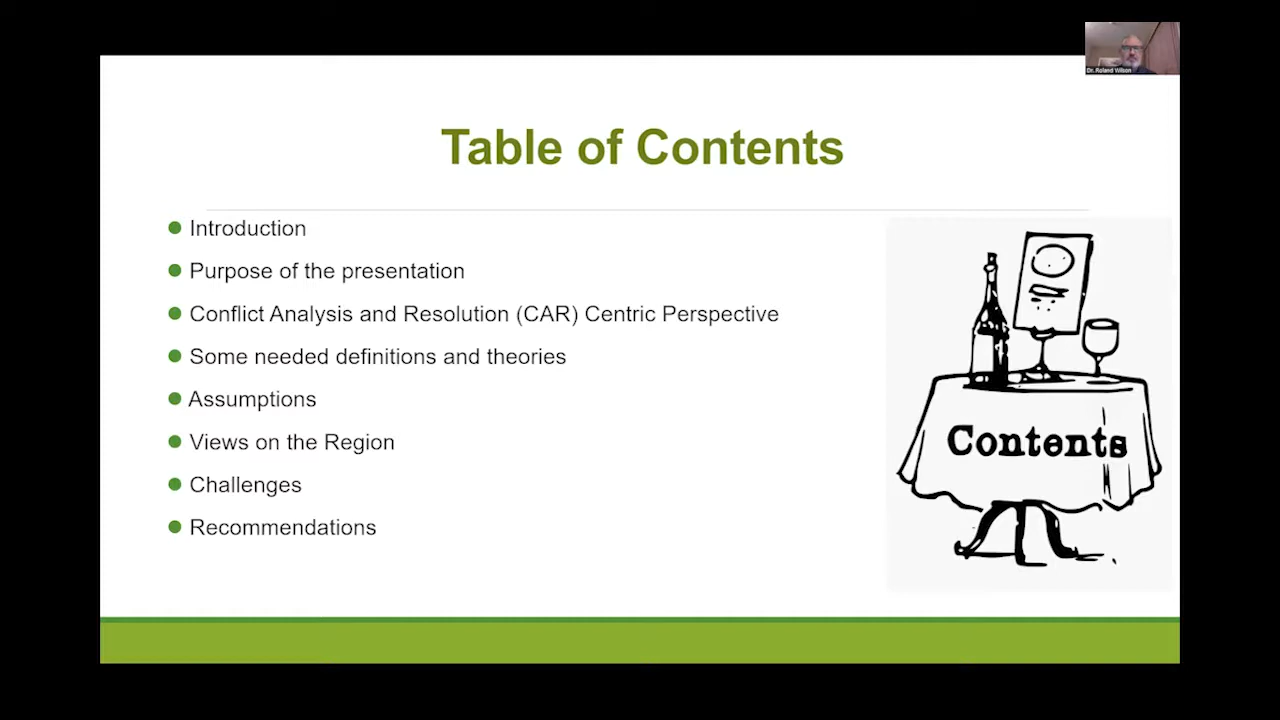 Dr. Roland Wilson
Table of Contents
Introduction
Purpose of the presentation
Conflict Analysis and Resolution (CAR) Centric Perspective
Some needed definitions and theories
Assumptions
Views on the Region
Challenges
Recommendations
Contents